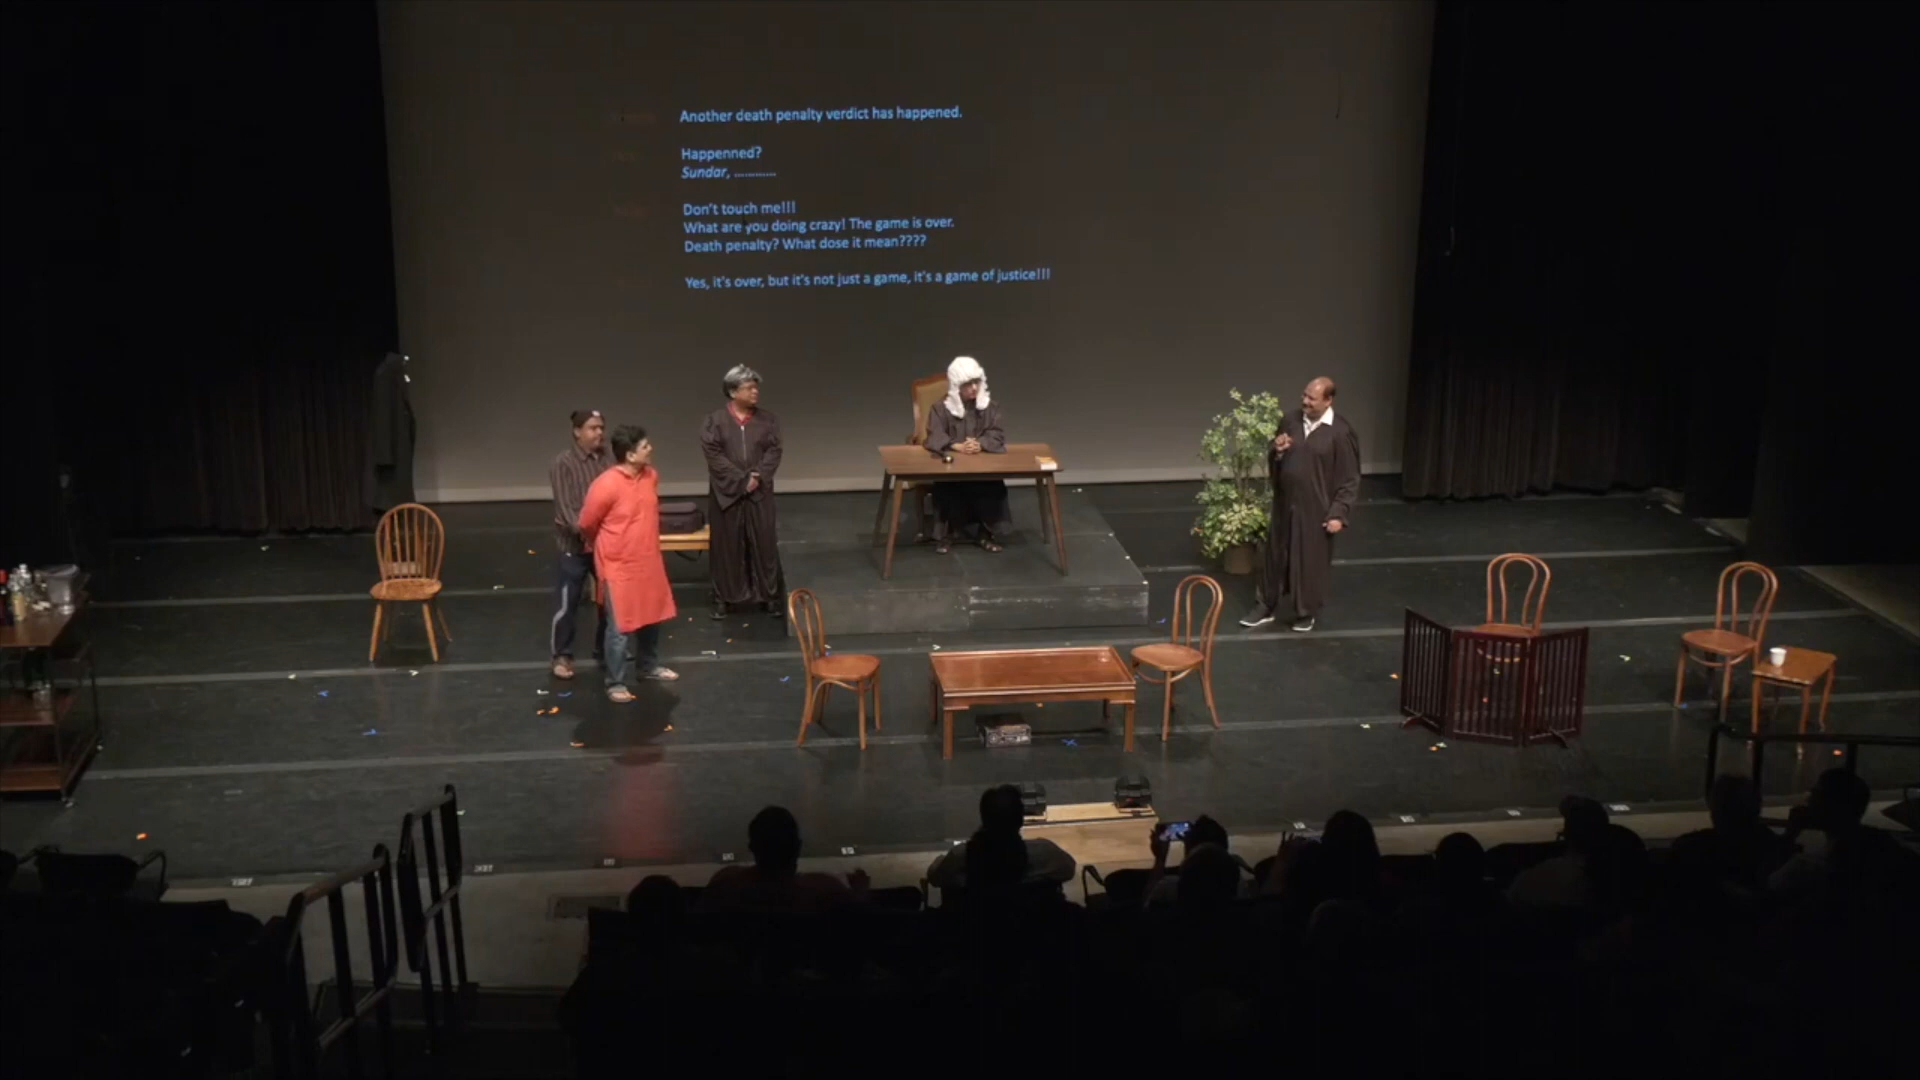 Another death penalty verdict has happened.
Happenned?
Sundar, ............
Don't touch me!!!
What are you doing crazy! The game is over.
Death penalty? What dose it mean????
Yes, it's over, but it's not just a game, it's a game of justice!!!